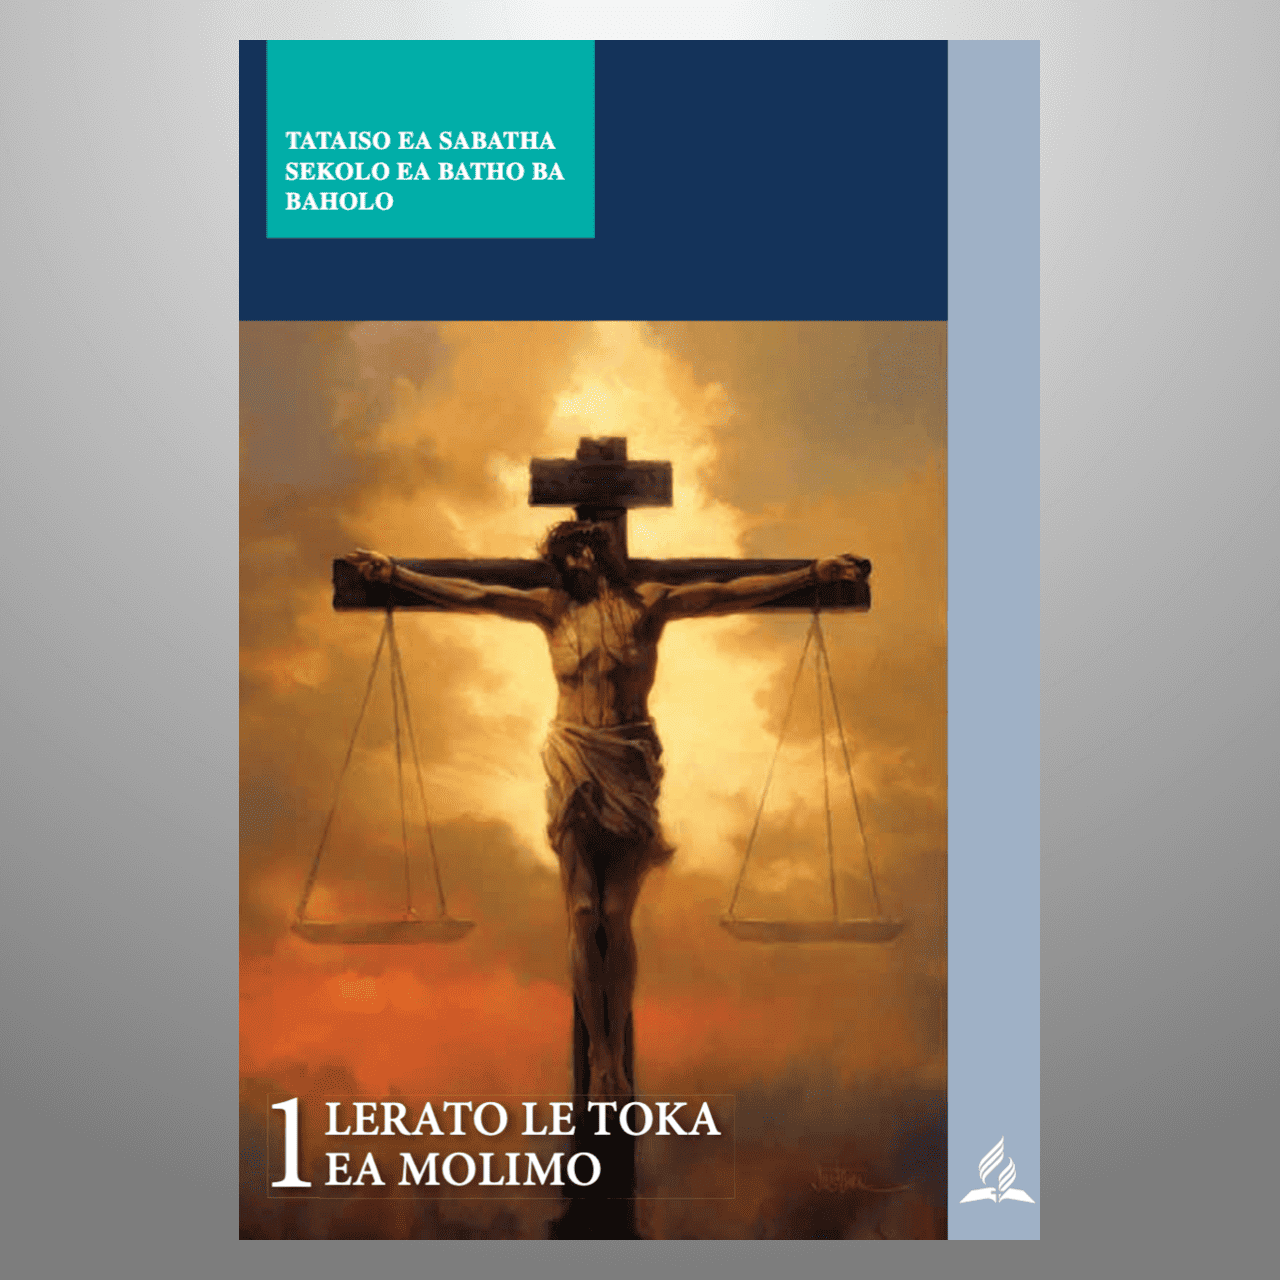 TATAISO EA SABATHA
SEKOLO EA BATHO BA
BAHOLO
1 LERATO LE TOKA
EA MOLIMO